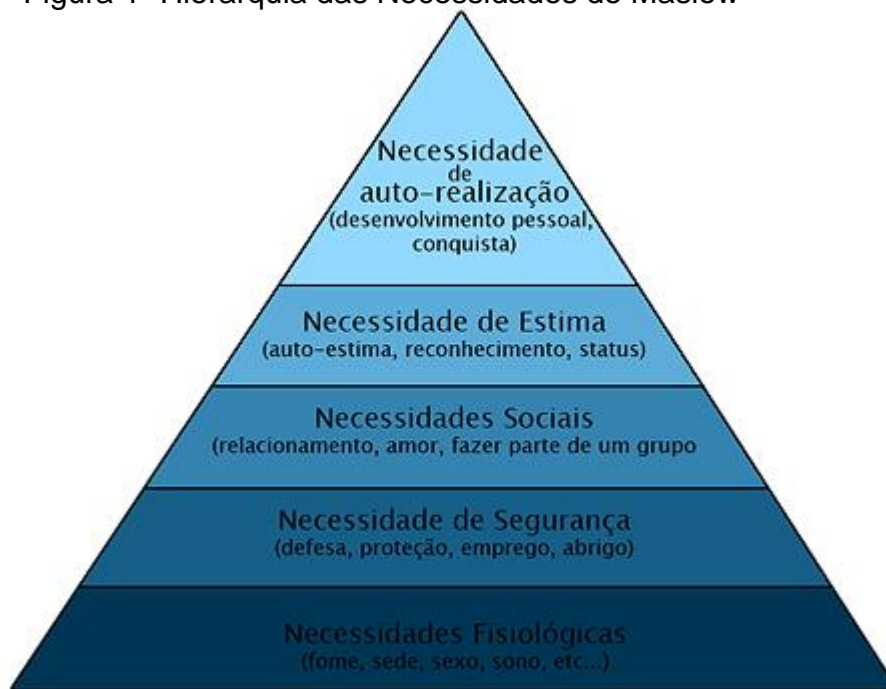 Figura 1- Hierarquia das Necessidades de Maslow
Necessidade
de
auto-realização
(desenvolvimento pessoal,
conquista)
Necessidade de Estima
(auto-estima, reconhecimento, status)
Necessidades Sociais
(relacionamento, amor, fazer parte de um grupo
Necessidade de Segurança
(defesa, proteção, emprego, abrigo)
Necessidades Fisiológicas
(fome, sede, sexo, sono, etc...)